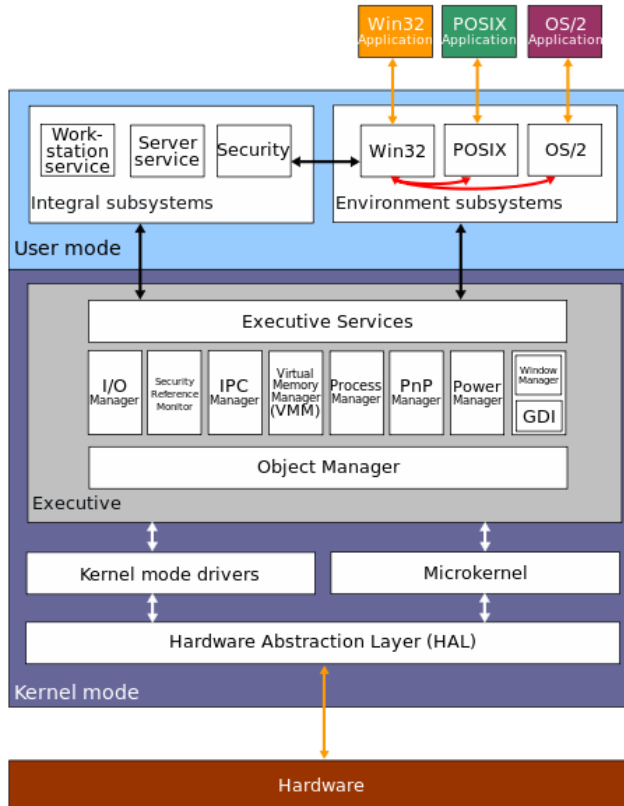 Win32
Application
POSIX
Application
OS/2
Application
Work-
station
service
Server
service
Security
Integral subsystems
Win32
POSIX
OS/2
Environment subsystems
User mode
Executive Services
I/O
Manager
Security
Reference
Monitor
IPC
Manager
Virtual
Memory
Manager
(VMM)
Process
Manager
PnP
Manager
Power
Manager
Window
Manager
GDI
Object Manager
Executive
Kernel mode drivers
Microkernel
Hardware Abstraction Layer (HAL)
Kernel mode
Hardware